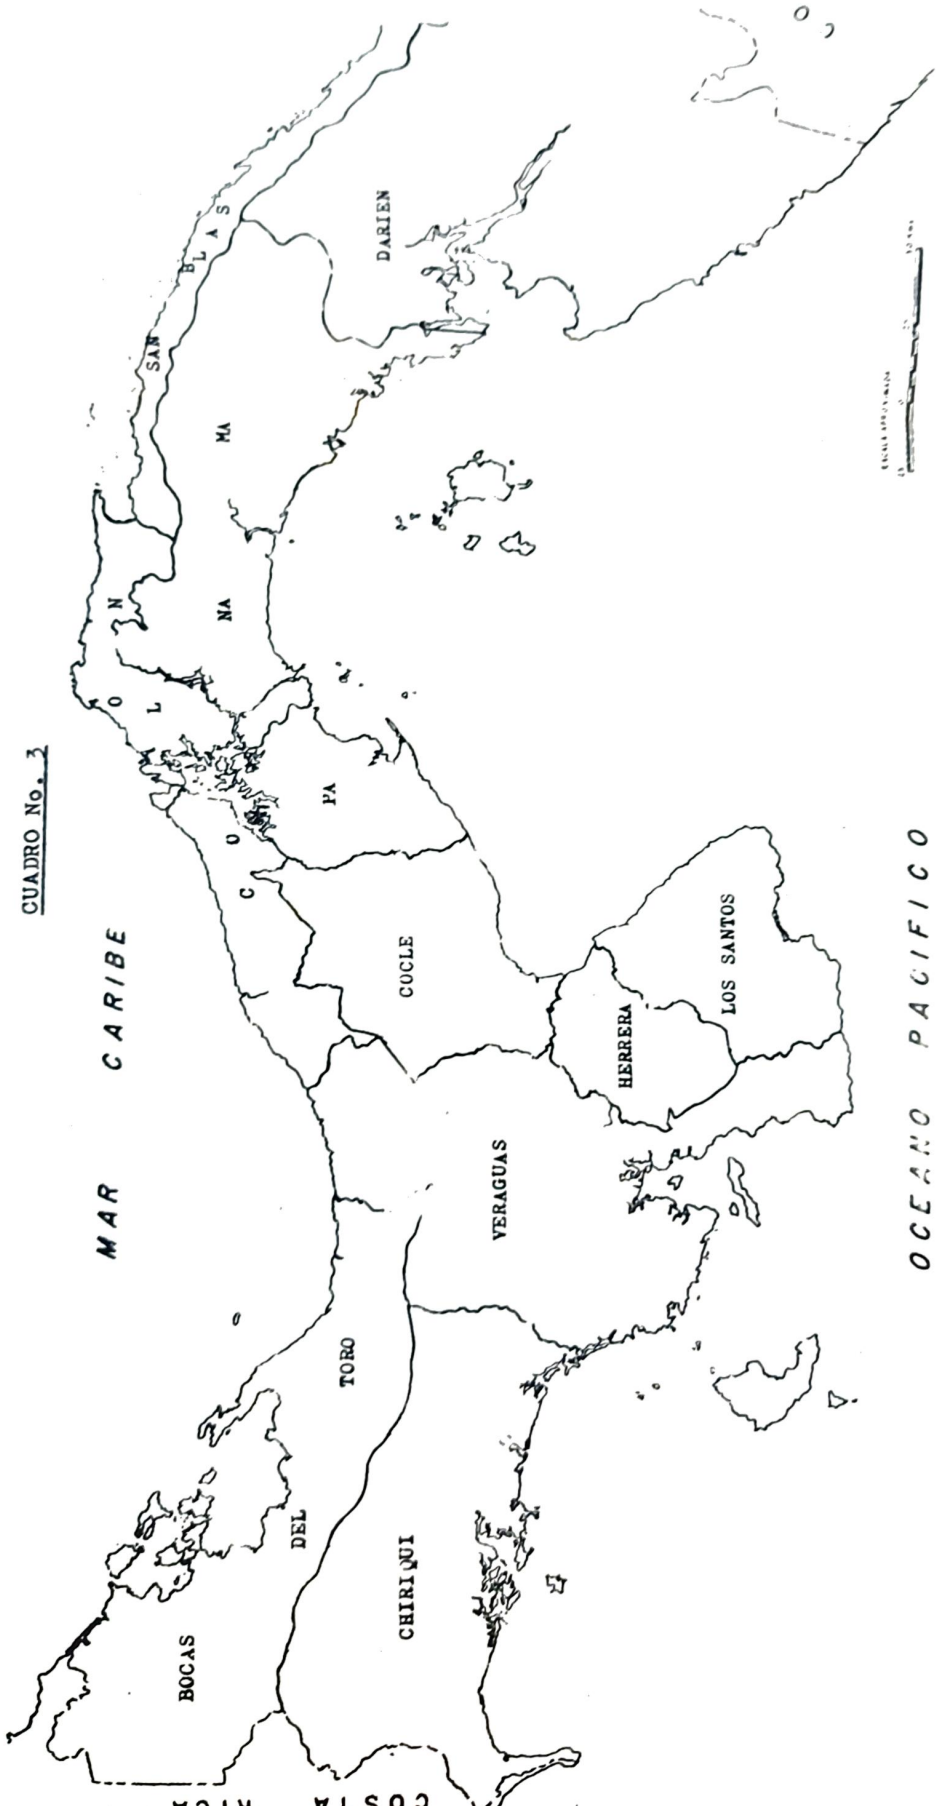 CUADRO No. 3
MAR CARIBE
OCEANO PACIFICO
COSTA RICA
BOCAS DEL TORO
CHIRIQUI
VERAGUAS
HERRERA
LOS SANTOS
COCLE
C O L O N
PA NA MA
SAN BLAS
DARIEN